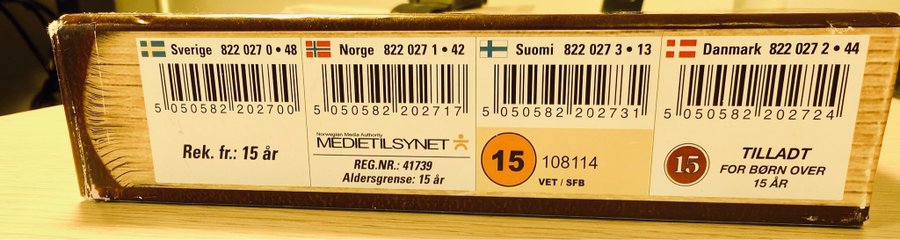 Sverige 822 027 0 • 48
5 050582 202700
Rek. fr.: 15 år
Norge 822 027 1 • 42
5 050582 202717
Norwegian Media Authority
MEDIETILSYNET
REG.NR.: 41739
Aldersgrense: 15 år
Suomi 822 027 3 • 13
5 050582 202731
15 108114
VET / SFB
Danmark 822 027 2 • 44
5 050582 202724
15 TILLADT
FOR BØRN OVER
15 ÅR